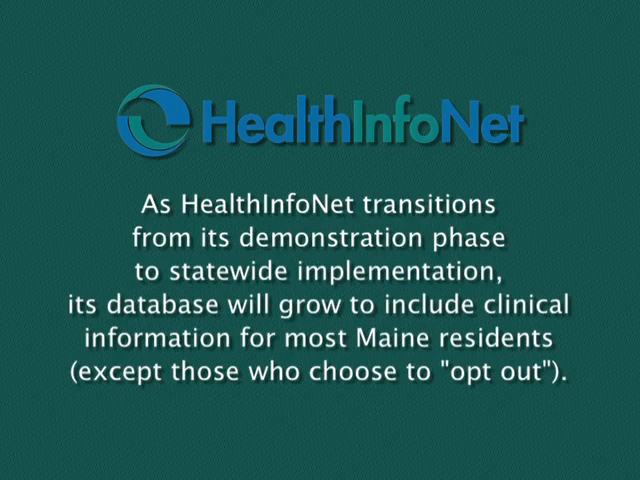 HealthInfoNet
As HealthInfoNet transitions
from its demonstration phase
to statewide implementation,
its database will grow to include clinical
information for most Maine residents
(except those who choose to "opt out").